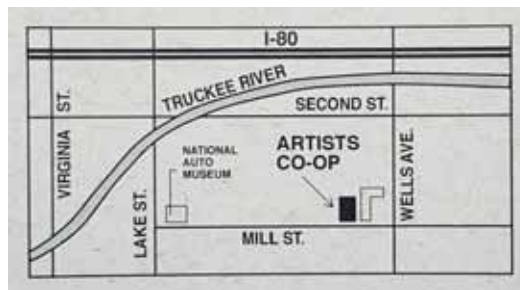 I-80
TRUCKEE RIVER
SECOND ST.
VIRGINIA ST.
NATIONAL
AUTO
MUSEUM
ARTISTS
CO-OP
WELLS AVE.
LAKE ST.
MILL ST.